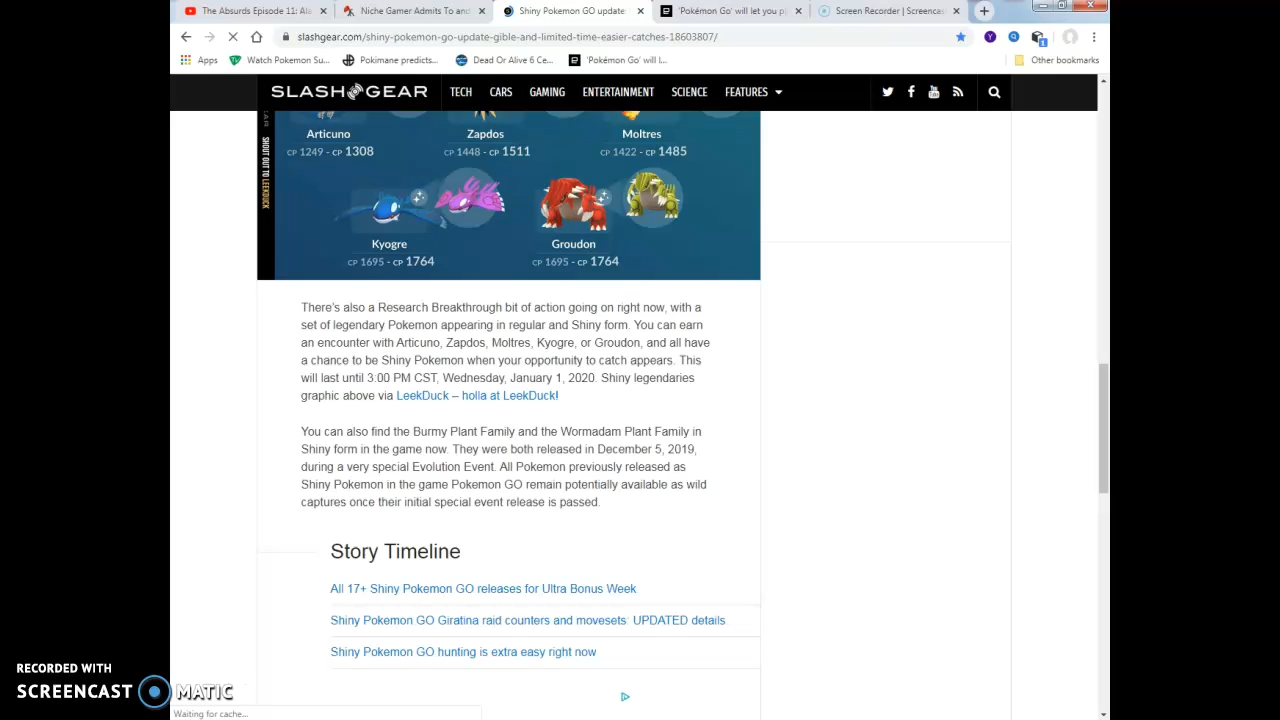 The Absurds Episode 11: Ala
Niche Gamer Admits To and
Shiny Pokemon GO update
'Pokémon Go' will let you p
Screen Recorder | Screencas
slashgear.com/shiny-pokemon-go-update-gible-and-limited-time-easier-catches-18603807/
Apps
Watch Pokemon Su...
Pokimane predicts...
Dead Or Alive 6 Ce...
'Pokémon Go' will l...
Other bookmarks
SLASHGEAR
TECH CARS GAMING ENTERTAINMENT SCIENCE FEATURES
SHOUT OUT TO LEEKDUCK
Articuno Zapdos Moltres
CP 1249 - CP 1308 CP 1448 - CP 1511 CP 1422 - CP 1485
Kyogre Groudon
CP 1695 - CP 1764 CP 1695 - CP 1764
There's also a Research Breakthrough bit of action going on right now, with a
set of legendary Pokemon appearing in regular and Shiny form. You can earn
an encounter with Articuno, Zapdos, Moltres, Kyogre, or Groudon, and all have
a chance to be Shiny Pokemon when your opportunity to catch appears. This
will last until 3:00 PM CST, Wednesday, January 1, 2020. Shiny legendaries
graphic above via LeekDuck – holla at LeekDuck!
You can also find the Burmy Plant Family and the Wormadam Plant Family in
Shiny form in the game now. They were both released in December 5, 2019,
during a very special Evolution Event. All Pokemon previously released as
Shiny Pokemon in the game Pokemon GO remain potentially available as wild
captures once their initial special event release is passed.
Story Timeline
All 17+ Shiny Pokemon GO releases for Ultra Bonus Week
Shiny Pokemon GO Giratina raid counters and movesets: UPDATED details
Shiny Pokemon GO hunting is extra easy right now
RECORDED WITH
SCREENCAST MATIC
Waiting for cache...